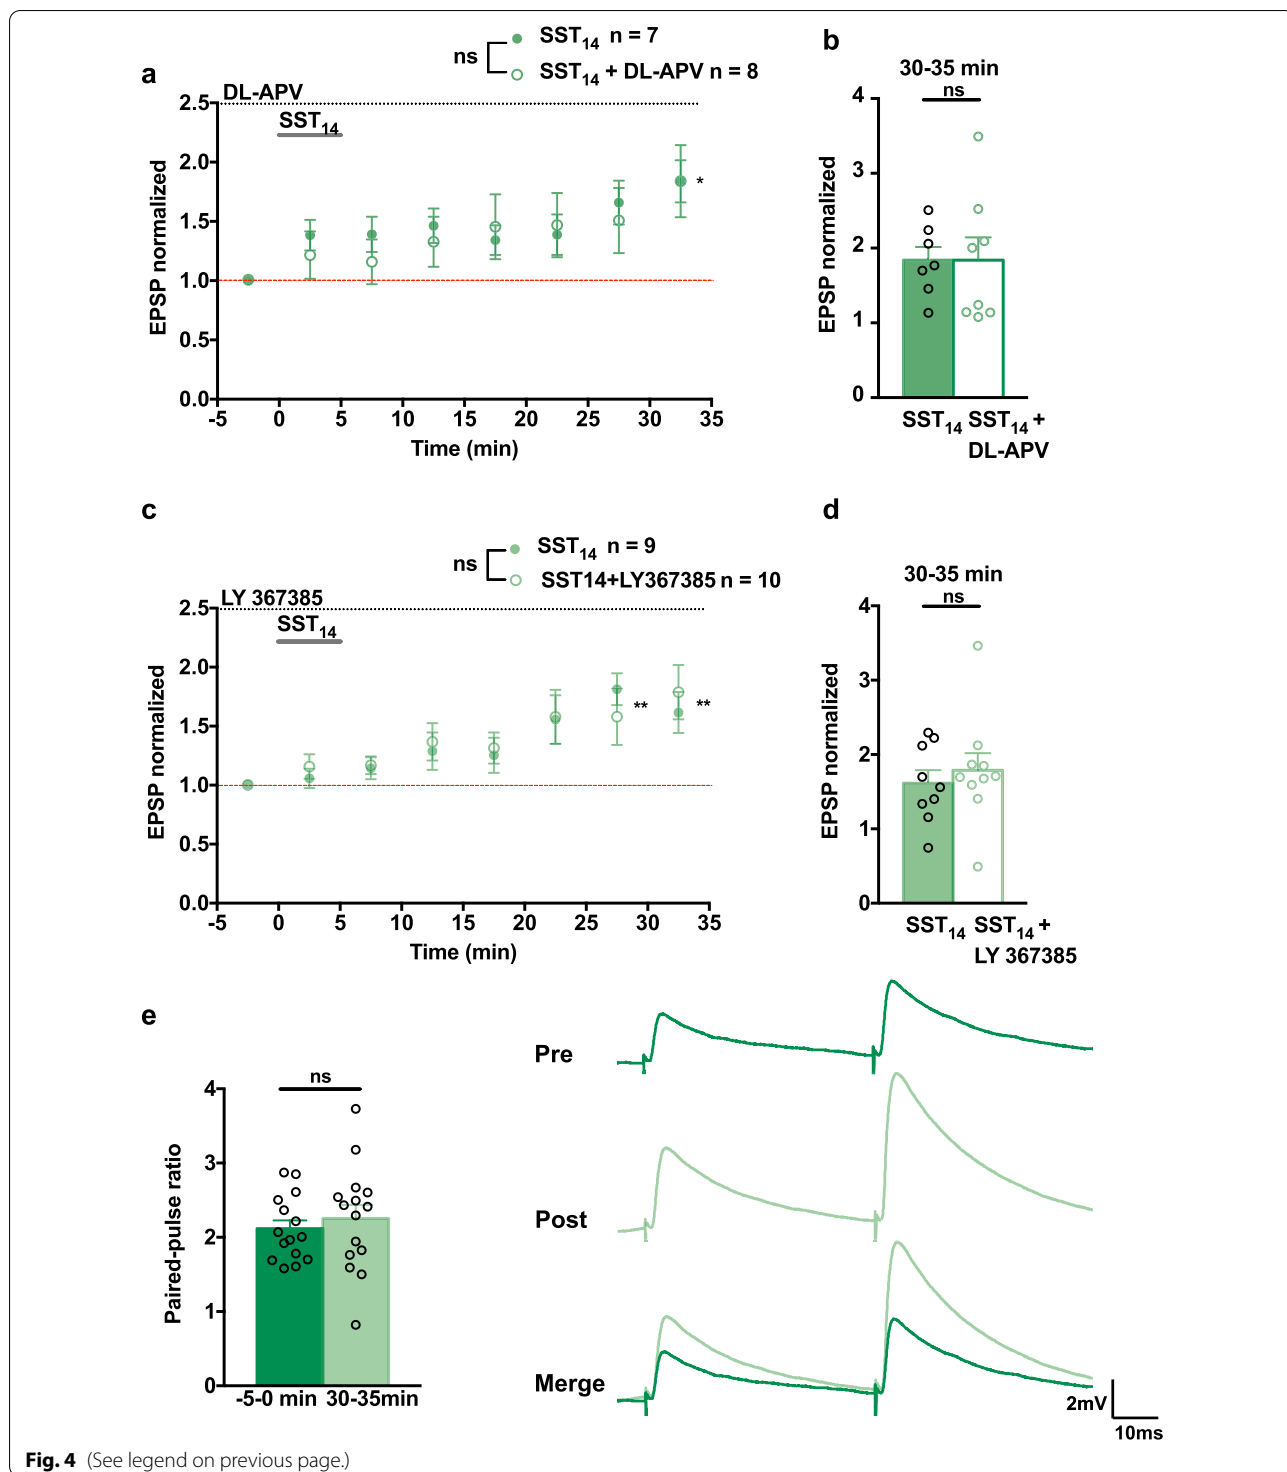 a
ns
SST14 n = 7
SST14 + DL-APV n = 8
DL-APV
SST14
2.5
2.0
1.5
1.0
0.5
0.0
EPSP normalized
*
-5 0 5 10 15 20 25 30 35
Time (min)
b
30-35 min
ns
4
3
2
1
0
EPSP normalized
SST14 SST14 +
DL-APV
c
ns
SST14 n = 9
SST14+LY367385 n = 10
LY 367385
SST14
2.5
2.0
1.5
1.0
0.5
0.0
EPSP normalized
** **
-5 0 5 10 15 20 25 30 35
Time (min)
d
30-35 min
ns
4
3
2
1
0
EPSP normalized
SST14 SST14 +
LY 367385
e
ns
4
3
2
1
0
Paired-pulse ratio
-5-0 min 30-35min
Pre
Post
Merge
2mV
10ms
Fig. 4 (See legend on previous page.)